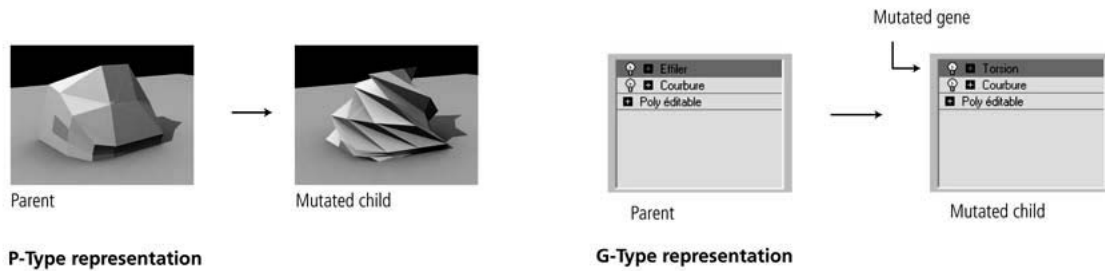 Mutated gene
Parent
Mutated child
P-Type representation
Effiler
Courbure
Poly éditable
Parent
Torsion
Courbure
Poly éditable
Mutated child
G-Type representation